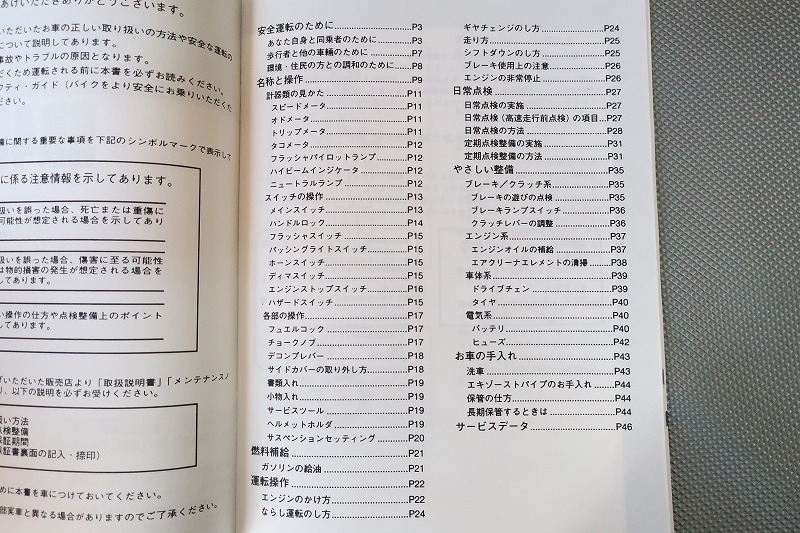 あげいただきありがとうございます。
いただいたお車の正しい取り扱いの方法や安全な運転の
について説明してあります。
事故やトラブルの原因となります。
だくため運転される前に本書を必ずお読みください。
フティ・ガイド（バイクをより安全にお乗りいただくた
ださい。
備に関する重要な事項を下記のシンボルマークで表示して
に係る注意情報を示してあります。
扱いを誤った場合、死亡または重傷に
可能性が想定される場合を示してあり
扱いを誤った場合、傷害に至る可能性
は物的損害の発生が想定される場合を
してあります。
い操作の仕方や点検整備上のポイント
してあります。
げいただいた販売店より「取扱説明書」「メンテナンスノ
り、以下の説明を必ずお受けください。
扱い方法
点検整備
保証期間
保証書裏面の記入・捺印）
ために本書を車につけておいてください。
部実車と異なる場合がありますのでご了承ください。
安全運転のために P3
あなた自身と同乗者のために P3
歩行者と他の車輛のために P7
環境・住民の方との調和のために P8
名称と操作 P9
計器類の見かた P11
スピードメータ P11
オドメータ P11
トリップメータ P11
タコメータ P12
フラッシャパイロットランプ P12
ハイビームインジケータ P12
ニュートラルランプ P12
スイッチの操作 P13
メインスイッチ P13
ハンドルロック P14
フラッシャスイッチ P15
パッシングライトスイッチ P15
ホーンスイッチ P15
ディマスイッチ P15
エンジンストップスイッチ P16
ハザードスイッチ P15
各部の操作 P17
フュエルコック P17
チョークノブ P17
デコンプレバー P18
サイドカバーの取り外し方 P18
書類入れ P19
小物入れ P19
サービスツール P19
ヘルメットホルダ P19
サスペンションセッティング P20
燃料補給 P21
ガソリンの給油 P21
運転操作 P22
エンジンのかけ方 P22
ならし運転のし方 P24
ギヤチェンジのし方 P24
走り方 P25
シフトダウンのし方 P25
ブレーキ使用上の注意 P26
エンジンの非常停止 P26
日常点検 P27
日常点検の実施 P27
日常点検（高速走行前点検）の項目 P27
日常点検の方法 P28
定期点検整備の実施 P31
定期点検整備の方法 P31
やさしい整備 P35
ブレーキ／クラッチ系 P35
ブレーキの遊びの点検 P35
ブレーキランプスイッチ P36
クラッチレバーの調整 P36
エンジン系 P37
エンジンオイルの補給 P37
エアクリーナエレメントの清掃 P38
車体系 P39
ドライブチェン P39
タイヤ P40
電気系 P40
バッテリ P40
ヒューズ P42
お車の手入れ P43
洗車 P43
エキゾーストパイプのお手入れ P44
保管の仕方 P44
長期保管するときは P44
サービスデータ P46